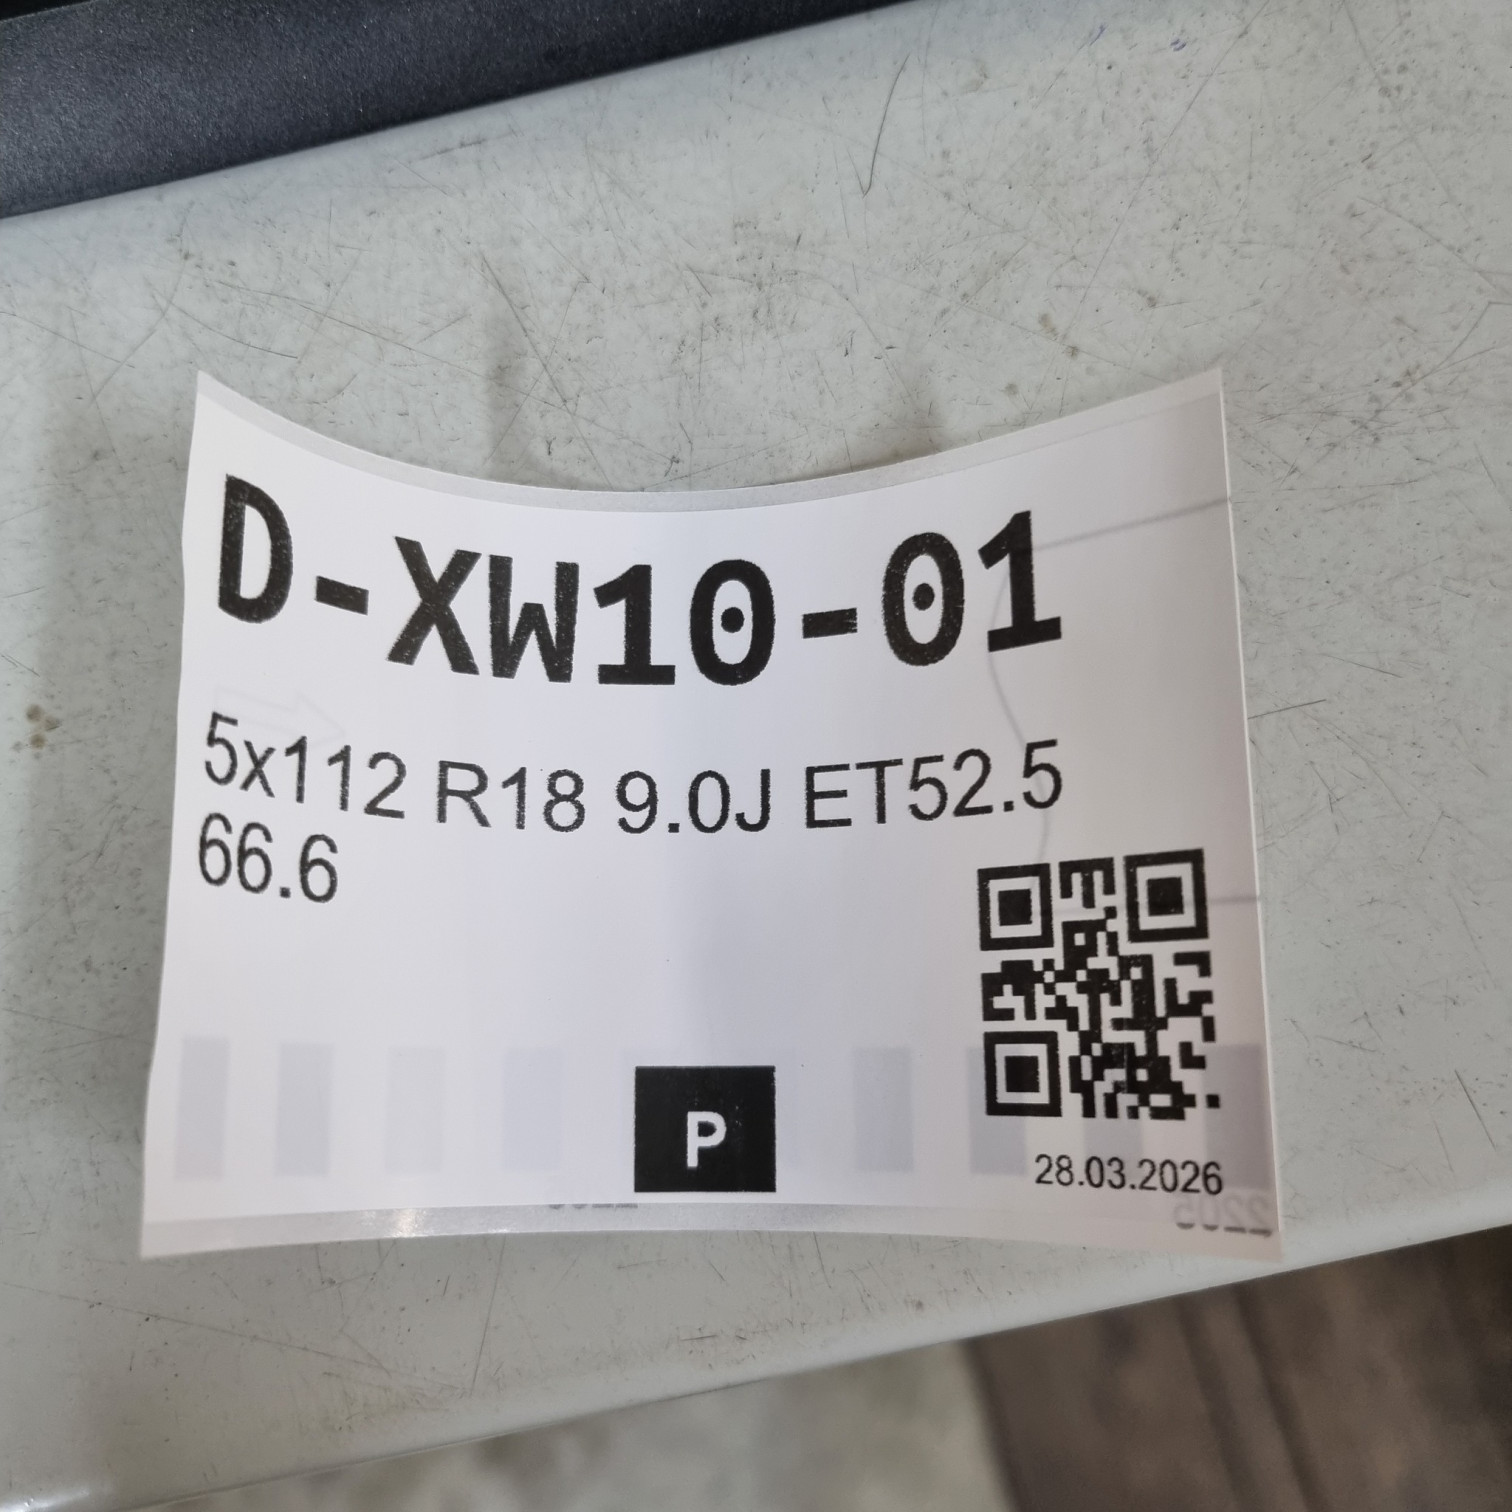 D-XW10-01
5x112 R18 9.0J ET52.5
66.6
P
28.03.2026